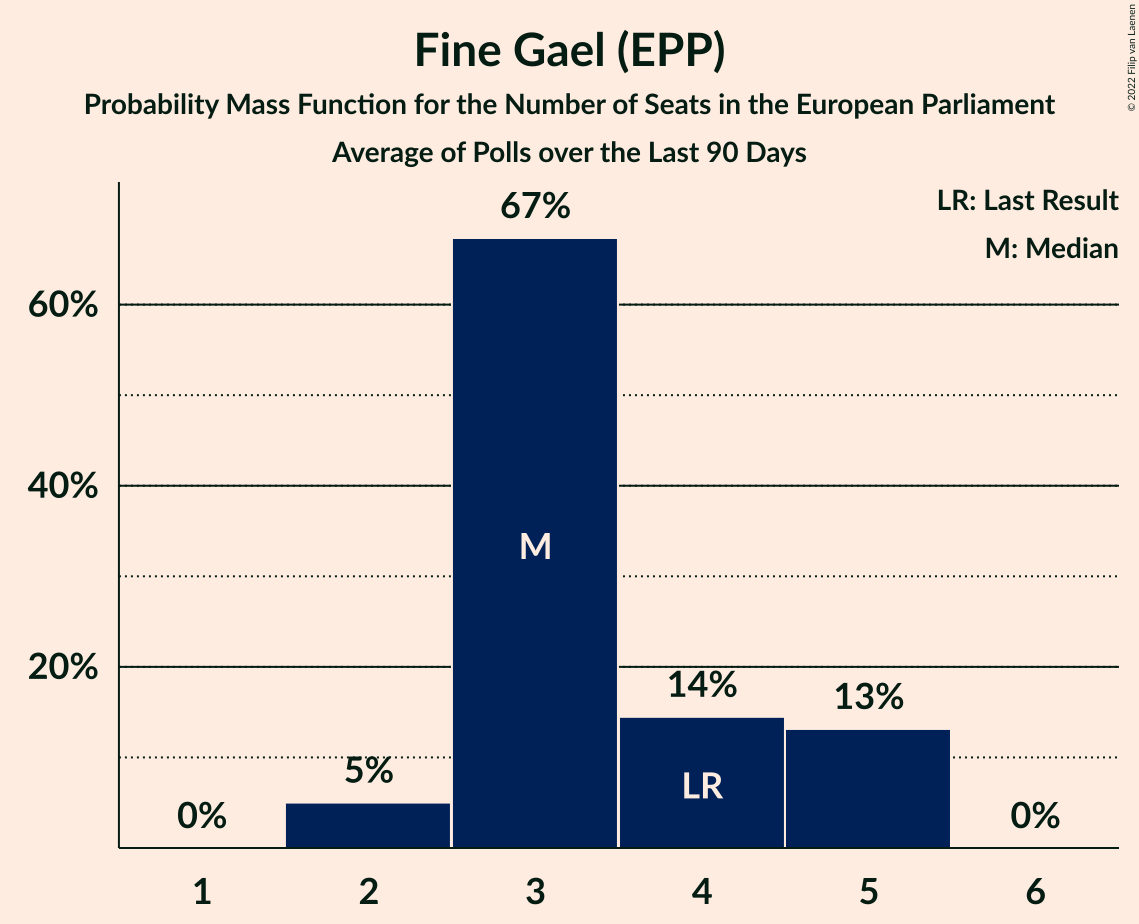 Fine Gael (EPP)
Probability Mass Function for the Number of Seats in the European Parliament
Average of Polls over the Last 90 Days
© 2022 Filip van Laenen
LR: Last Result
M: Median
67%
60%
40%
M
20%
14%
13%
5%
LR
0%
0%
1 2 3 4 5 6